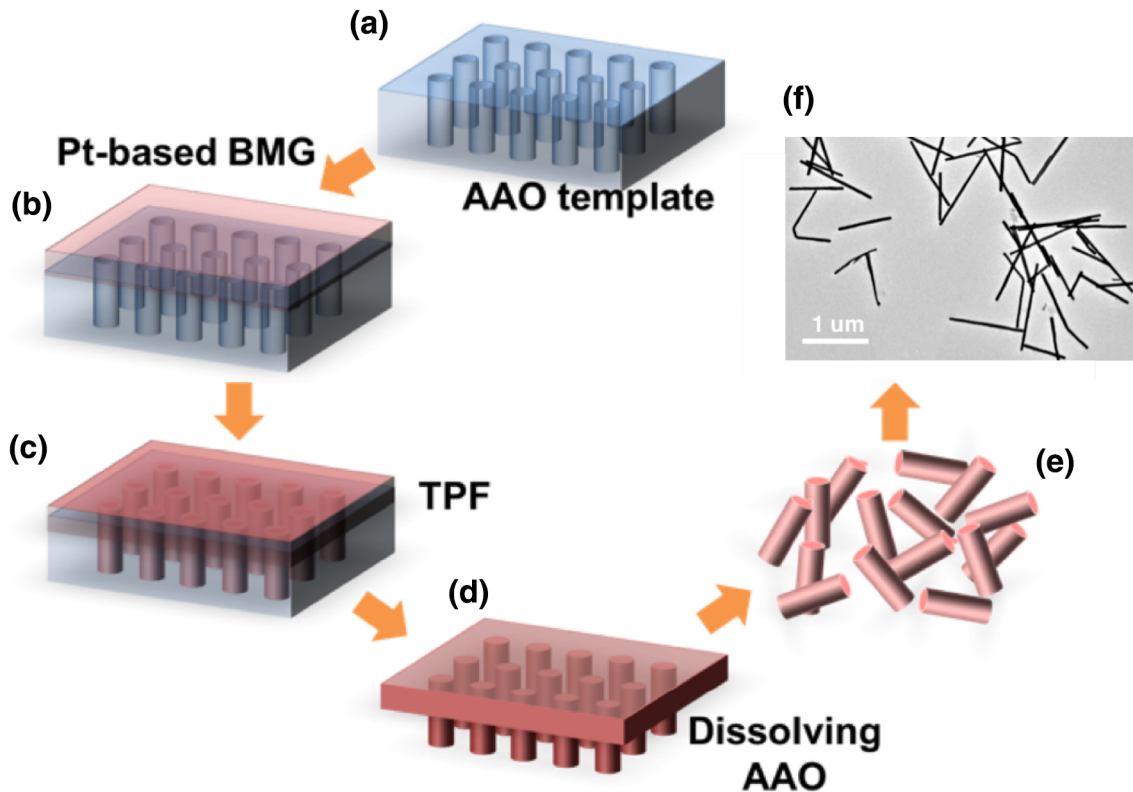 (a)
AAO template
Pt-based BMG
(b)
(c)
TPF
(d)
Dissolving
AAO
(e)
(f)
1 um